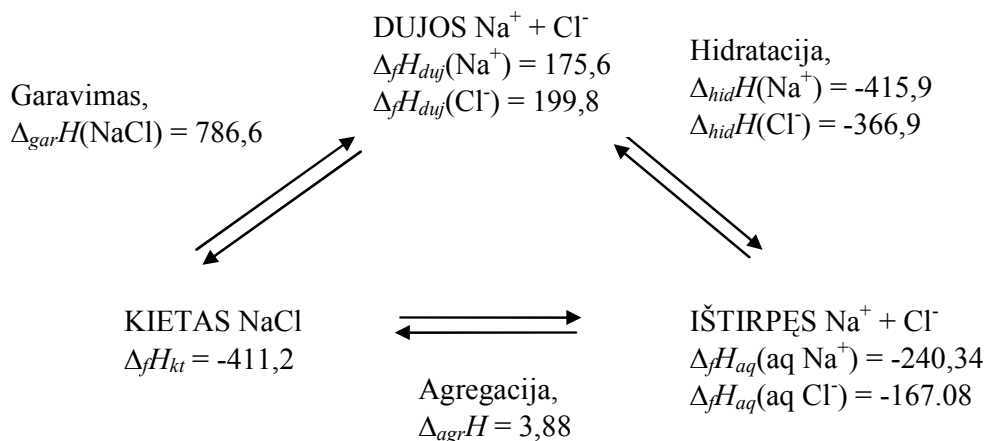 DUJOS Na⁺ + Cl⁻
Δ_fH_duj(Na⁺) = 175,6
Δ_fH_duj(Cl⁻) = 199,8
Hidratacija,
Δ_hidH(Na⁺) = -415,9
Δ_hidH(Cl⁻) = -366,9
Garavimas,
Δ_garH(NaCl) = 786,6
KIETAS NaCl
Δ_fH_kt = -411,2
Agregacija,
Δ_agrH = 3,88
IŠTIRPĘS Na⁺ + Cl⁻
Δ_fH_aq(aq Na⁺) = -240,34
Δ_fH_aq(aq Cl⁻) = -167.08